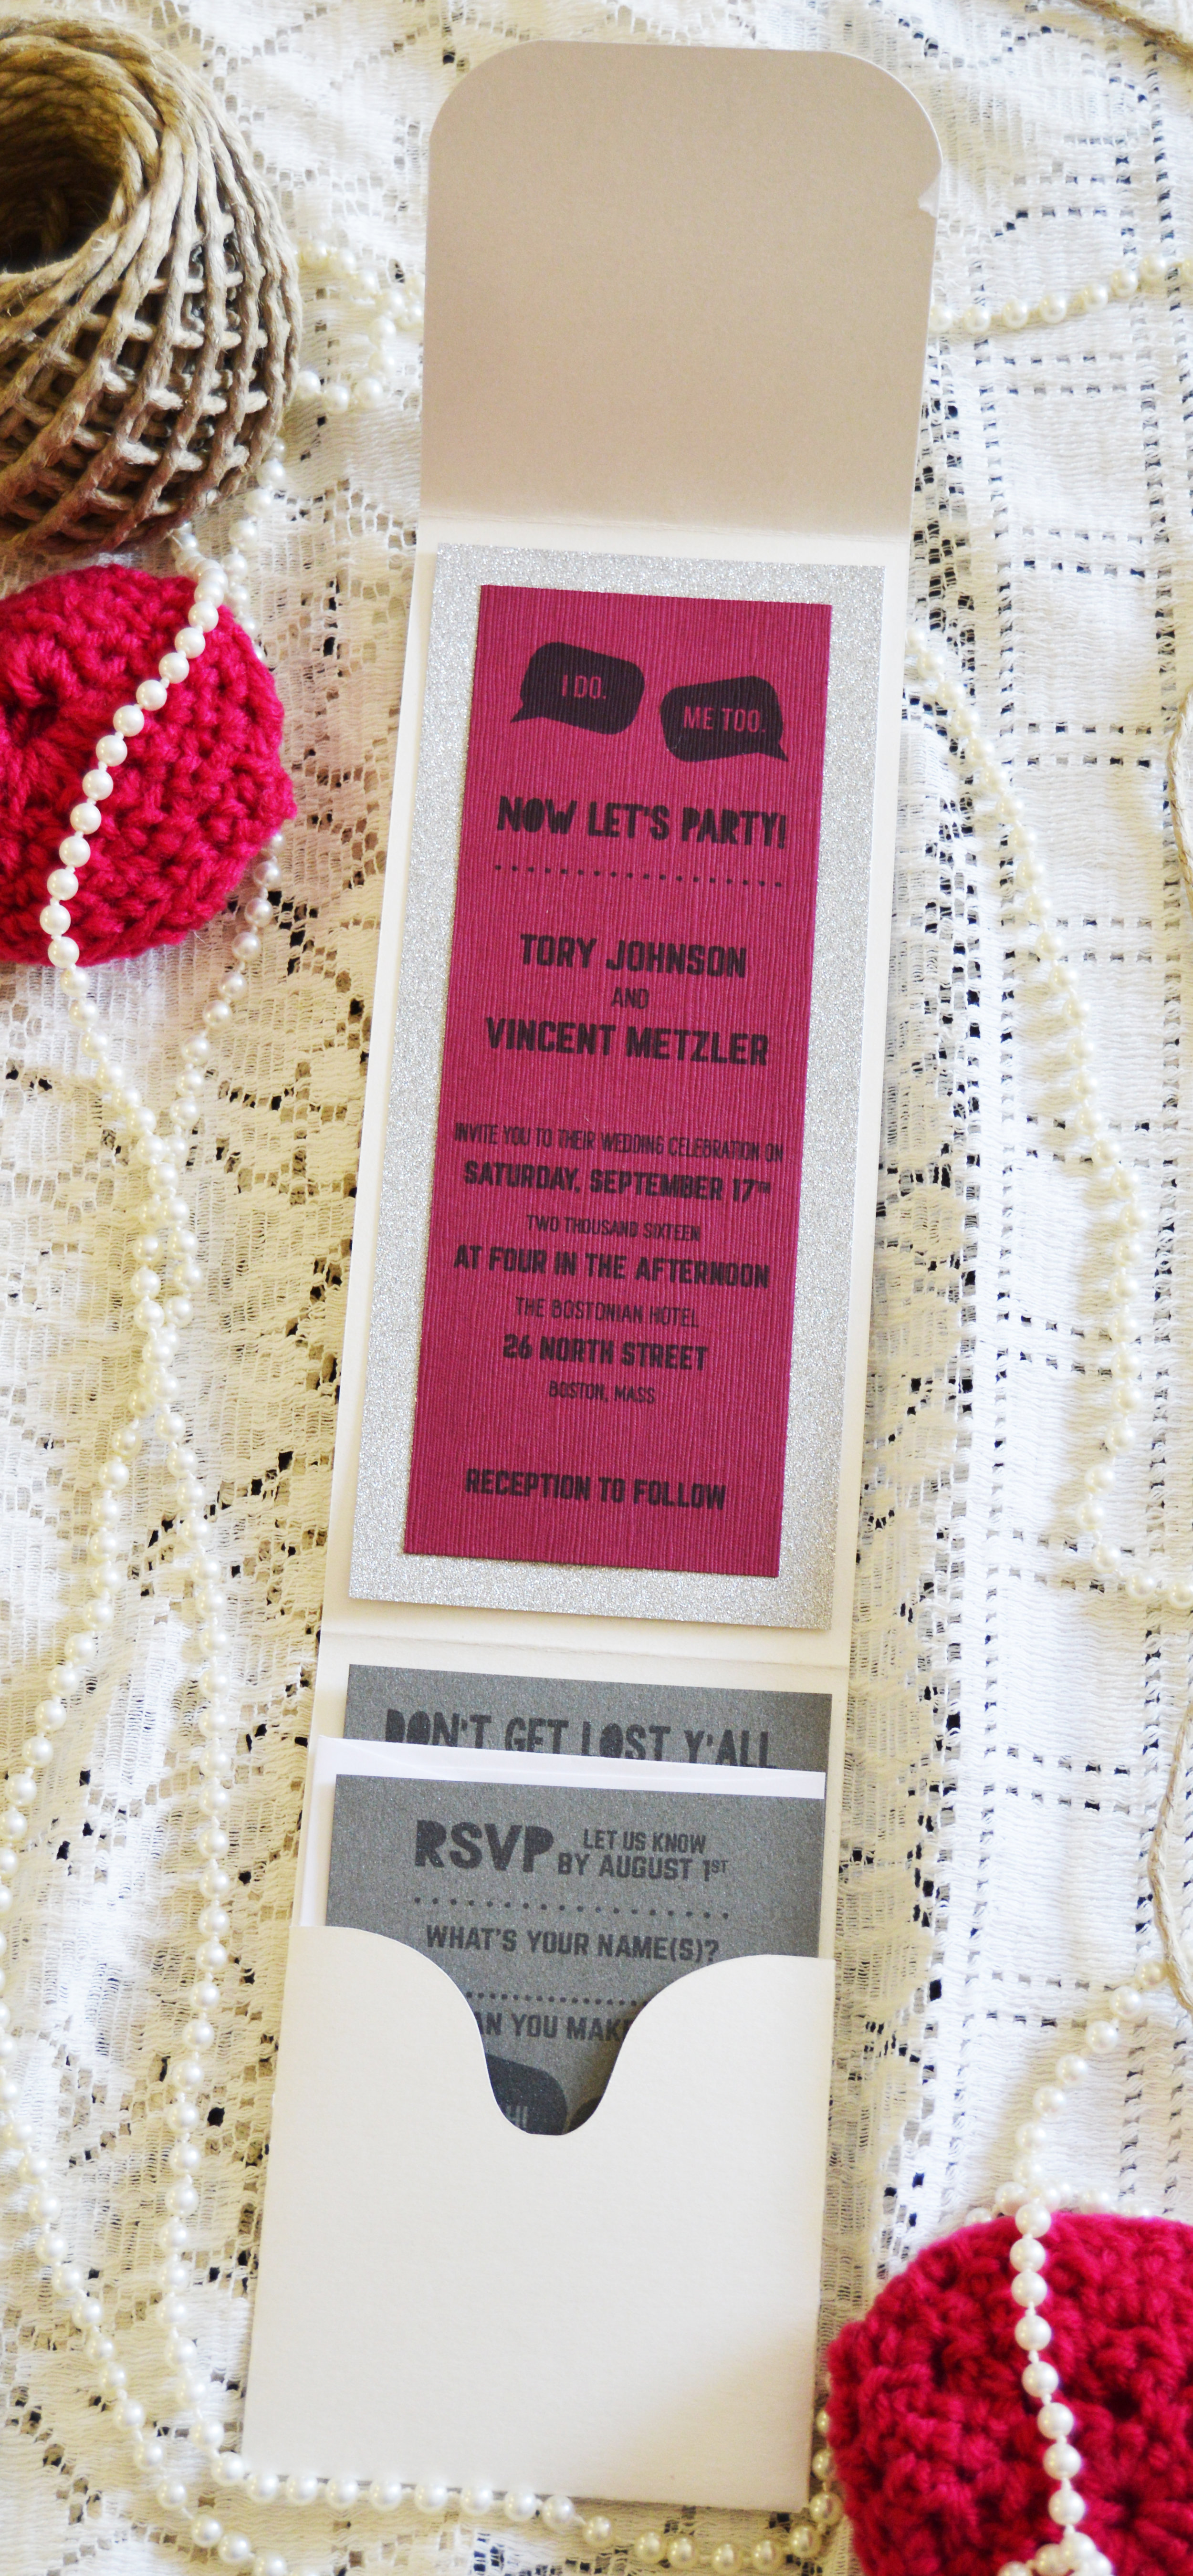 I DO.
ME TOO.
NOW LET'S PARTY!
TORY JOHNSON
AND
VINCENT METZLER
INVITE YOU TO THEIR WEDDING CELEBRATION ON
SATURDAY, SEPTEMBER 17TH
TWO THOUSAND SIXTEEN
AT FOUR IN THE AFTERNOON
THE BOSTONIAN HOTEL
26 NORTH STREET
BOSTON, MASS
RECEPTION TO FOLLOW
DON'T GET LOST Y'ALL
RSVP LET US KNOW
BY AUGUST 1ST
WHAT'S YOUR NAME(S)?
YOU MAKE